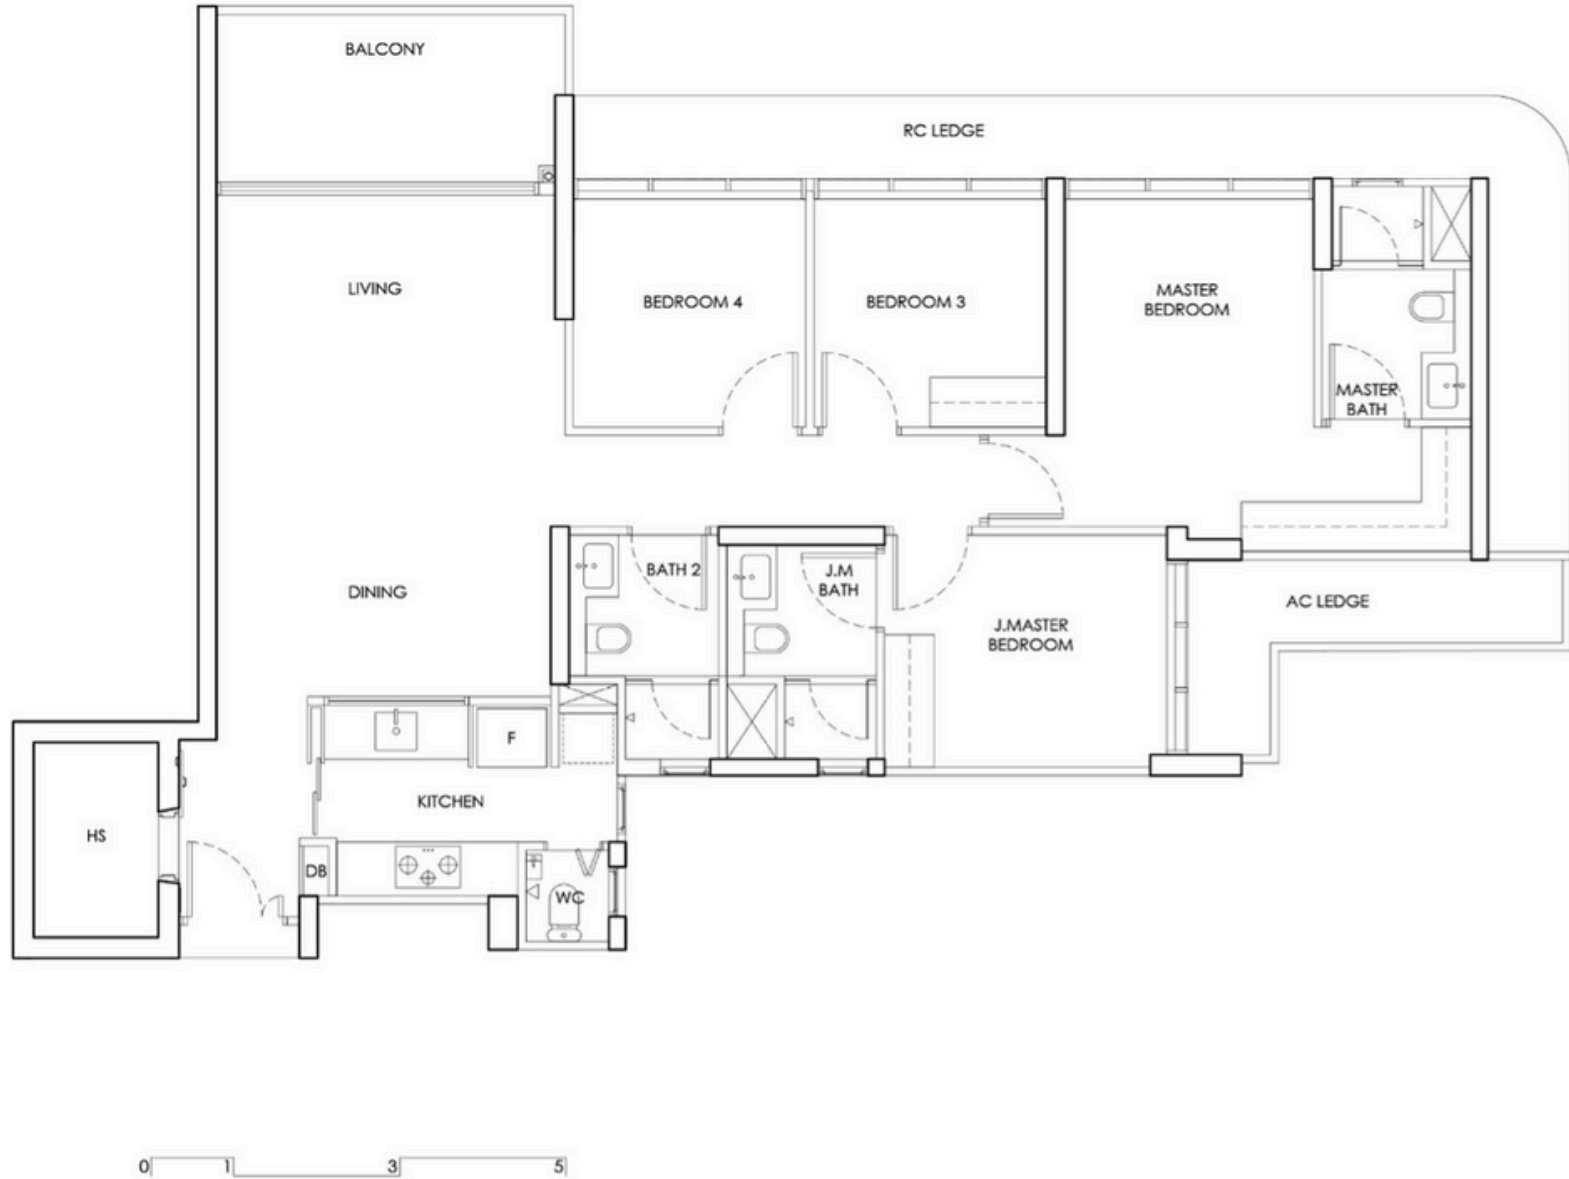 BALCONY
RC LEDGE
LIVING
BEDROOM 4
BEDROOM 3
MASTER
BEDROOM
MASTER
BATH
DINING
BATH 2
J.M
BATH
J.MASTER
BEDROOM
AC LEDGE
F
KITCHEN
HS
DB
WC
0 1 3 5